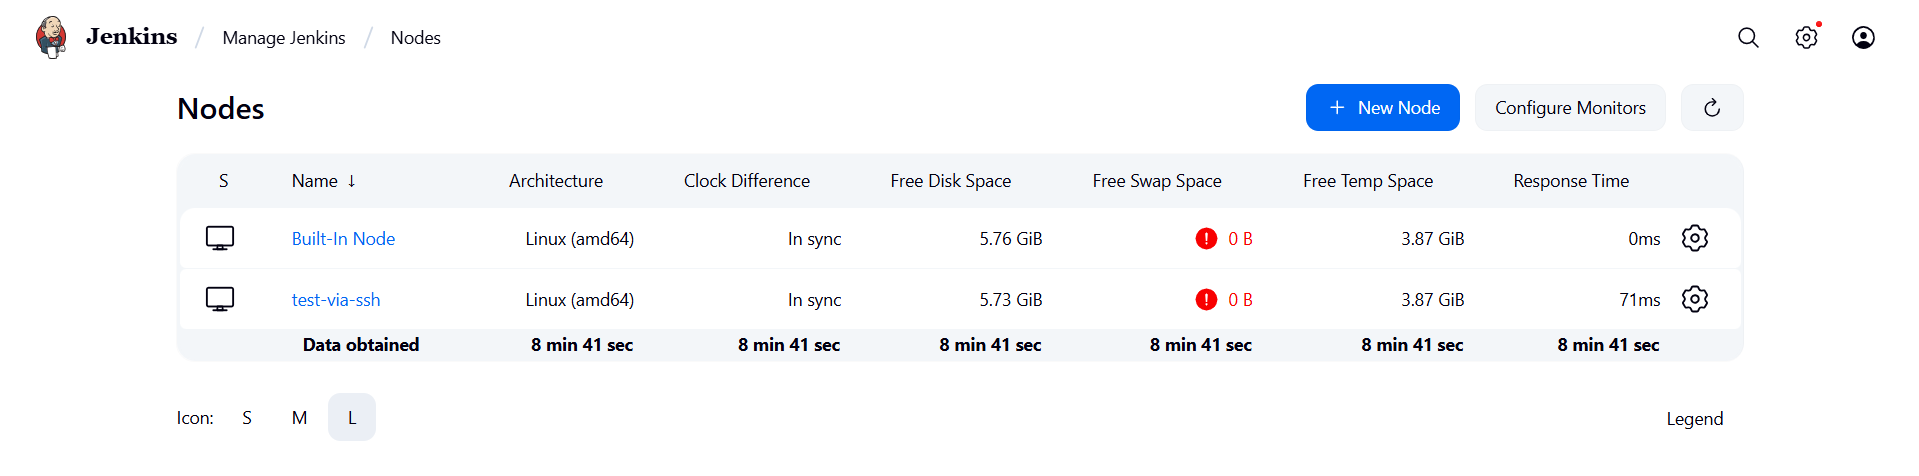 Jenkins / Manage Jenkins / Nodes
Nodes
+ New Node Configure Monitors
S Name ↓ Architecture Clock Difference Free Disk Space Free Swap Space Free Temp Space Response Time
Built-In Node Linux (amd64) In sync 5.76 GiB ! 0 B 3.87 GiB 0ms
test-via-ssh Linux (amd64) In sync 5.73 GiB ! 0 B 3.87 GiB 71ms
Data obtained 8 min 41 sec 8 min 41 sec 8 min 41 sec 8 min 41 sec 8 min 41 sec 8 min 41 sec
Icon: S M L Legend